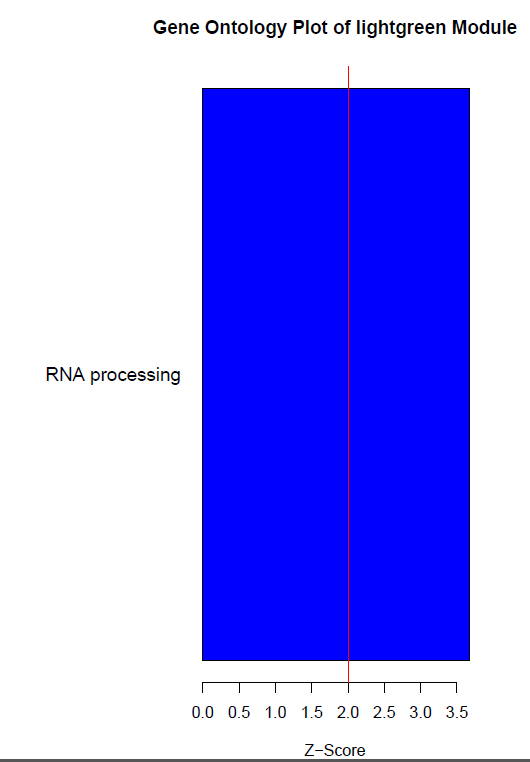 Gene Ontology Plot of lightgreen Module
RNA processing
0.0 0.5 1.0 1.5 2.0 2.5 3.0 3.5
Z−Score